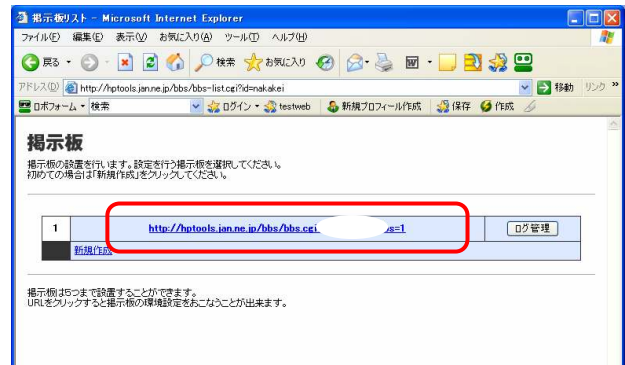 掲示板リスト - Microsoft Internet Explorer
ファイル(F) 編集(E) 表示(V) お気に入り(A) ツール(T) ヘルプ(H)
戻る 検索 お気に入り
アドレス(D) http://hptools.jan.ne.jp/bbs/bbs-list.cgi?id=nakakei 移動 リンク »
ロボフォーム 検索 ログイン testweb 新規プロフィール作成 保存 作成
掲示板
掲示板の設置を行います。設定を行う掲示板を選択してください。
初めての場合は「新規作成」をクリックしてください。
1 http://hptools.jan.ne.jp/bbs/bbs.cgi s=1 ログ管理
新規作成
掲示板は5つまで設置することができます。
URLをクリックすると掲示板の環境設定をおこなうことが出来ます。